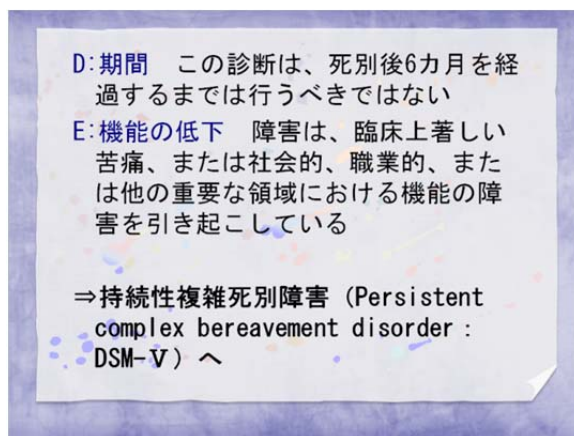 D:期間　この診断は、死別後6カ月を経
過するまでは行うべきではない
E:機能の低下　障害は、臨床上著しい
苦痛、または社会的、職業的、また
は他の重要な領域における機能の障
害を引き起こしている
⇒持続性複雑死別障害（Persistent
complex bereavement disorder：
DSM-Ⅴ）へ